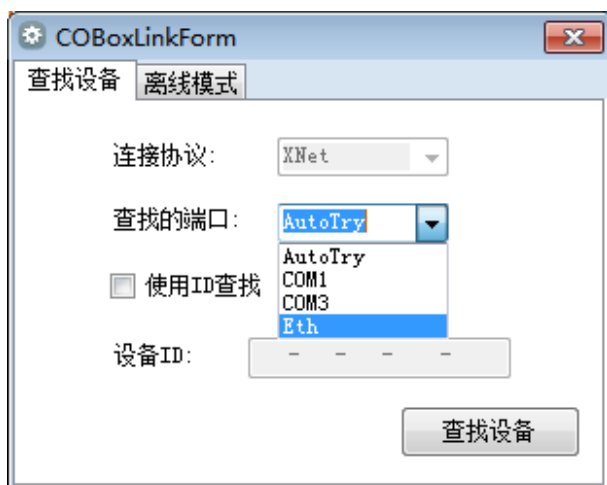 COBoxLinkForm
查找设备 离线模式
连接协议: XNet
查找的端口: AutoTry
AutoTry
使用ID查找 COM1
COM3
Eth
设备ID: - - - -
查找设备